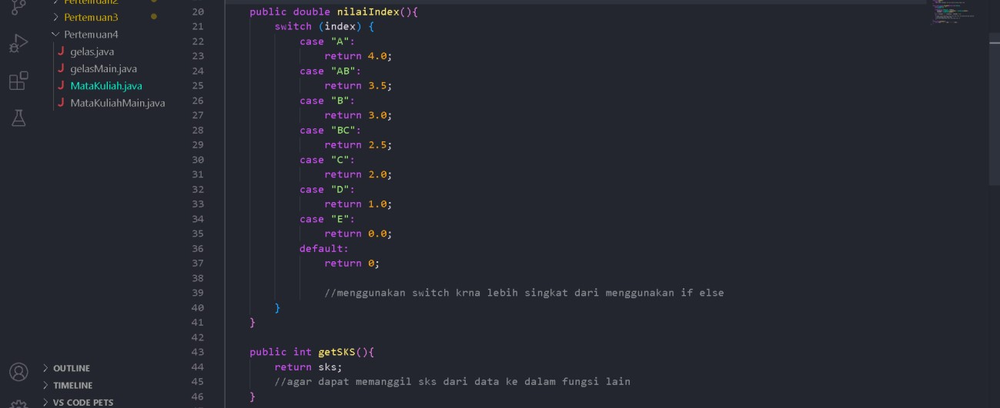 Pertemuan2
Pertemuan3
Pertemuan4
J gelas.java
J gelasMain.java
J MataKuliah.java
J MataKuliahMain.java
OUTLINE
TIMELINE
VS CODE PETS
20 public double nilaiIndex(){
21 switch (index) {
22 case "A":
23 return 4.0;
24 case "AB":
25 return 3.5;
26 case "B":
27 return 3.0;
28 case "BC":
29 return 2.5;
30 case "C":
31 return 2.0;
32 case "D":
33 return 1.0;
34 case "E":
35 return 0.0;
36 default:
37 return 0;
38
39 //menggunakan switch krna lebih singkat dari menggunakan if else
40 }
41 }
42
43 public int getSKS(){
44 return sks;
45 //agar dapat memanggil sks dari data ke dalam fungsi lain
46 }